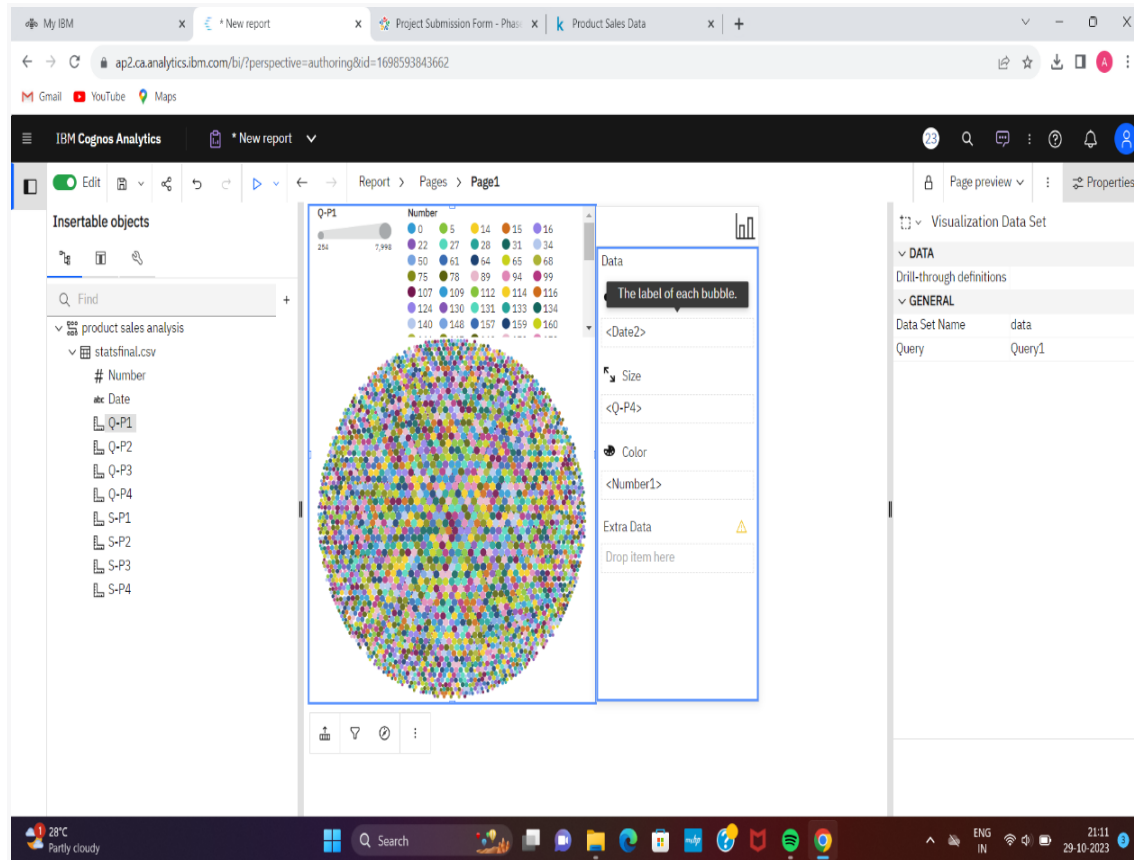 My IBM
* New report
Project Submission Form - Phase
Product Sales Data
ap2.ca.analytics.ibm.com/bi/?perspective=authoring&id=1698593843662
A
Gmail YouTube Maps
IBM Cognos Analytics
* New report
23
Edit
Report > Pages > Page1
Page preview
Properties
Insertable objects
Find
product sales analysis
statsfinal.csv
Number
abc Date
Q-P1
Q-P2
Q-P3
Q-P4
S-P1
S-P2
S-P3
S-P4
Q-P1
254 7,998
Number
0 5 14 15 16
22 27 28 31 34
50 61 64 65 68
75 78 89 94 99
107 109 112 114 116
124 130 131 133 134
140 148 157 159 160
Data
The label of each bubble.
<Date2>
Size
<Q-P4>
Color
<Number1>
Extra Data
Drop item here
Visualization Data Set
DATA
Drill-through definitions
GENERAL
Data Set Name data
Query Query1
1
28°C
Partly cloudy
Search
ENG
IN
21:11
29-10-2023
3